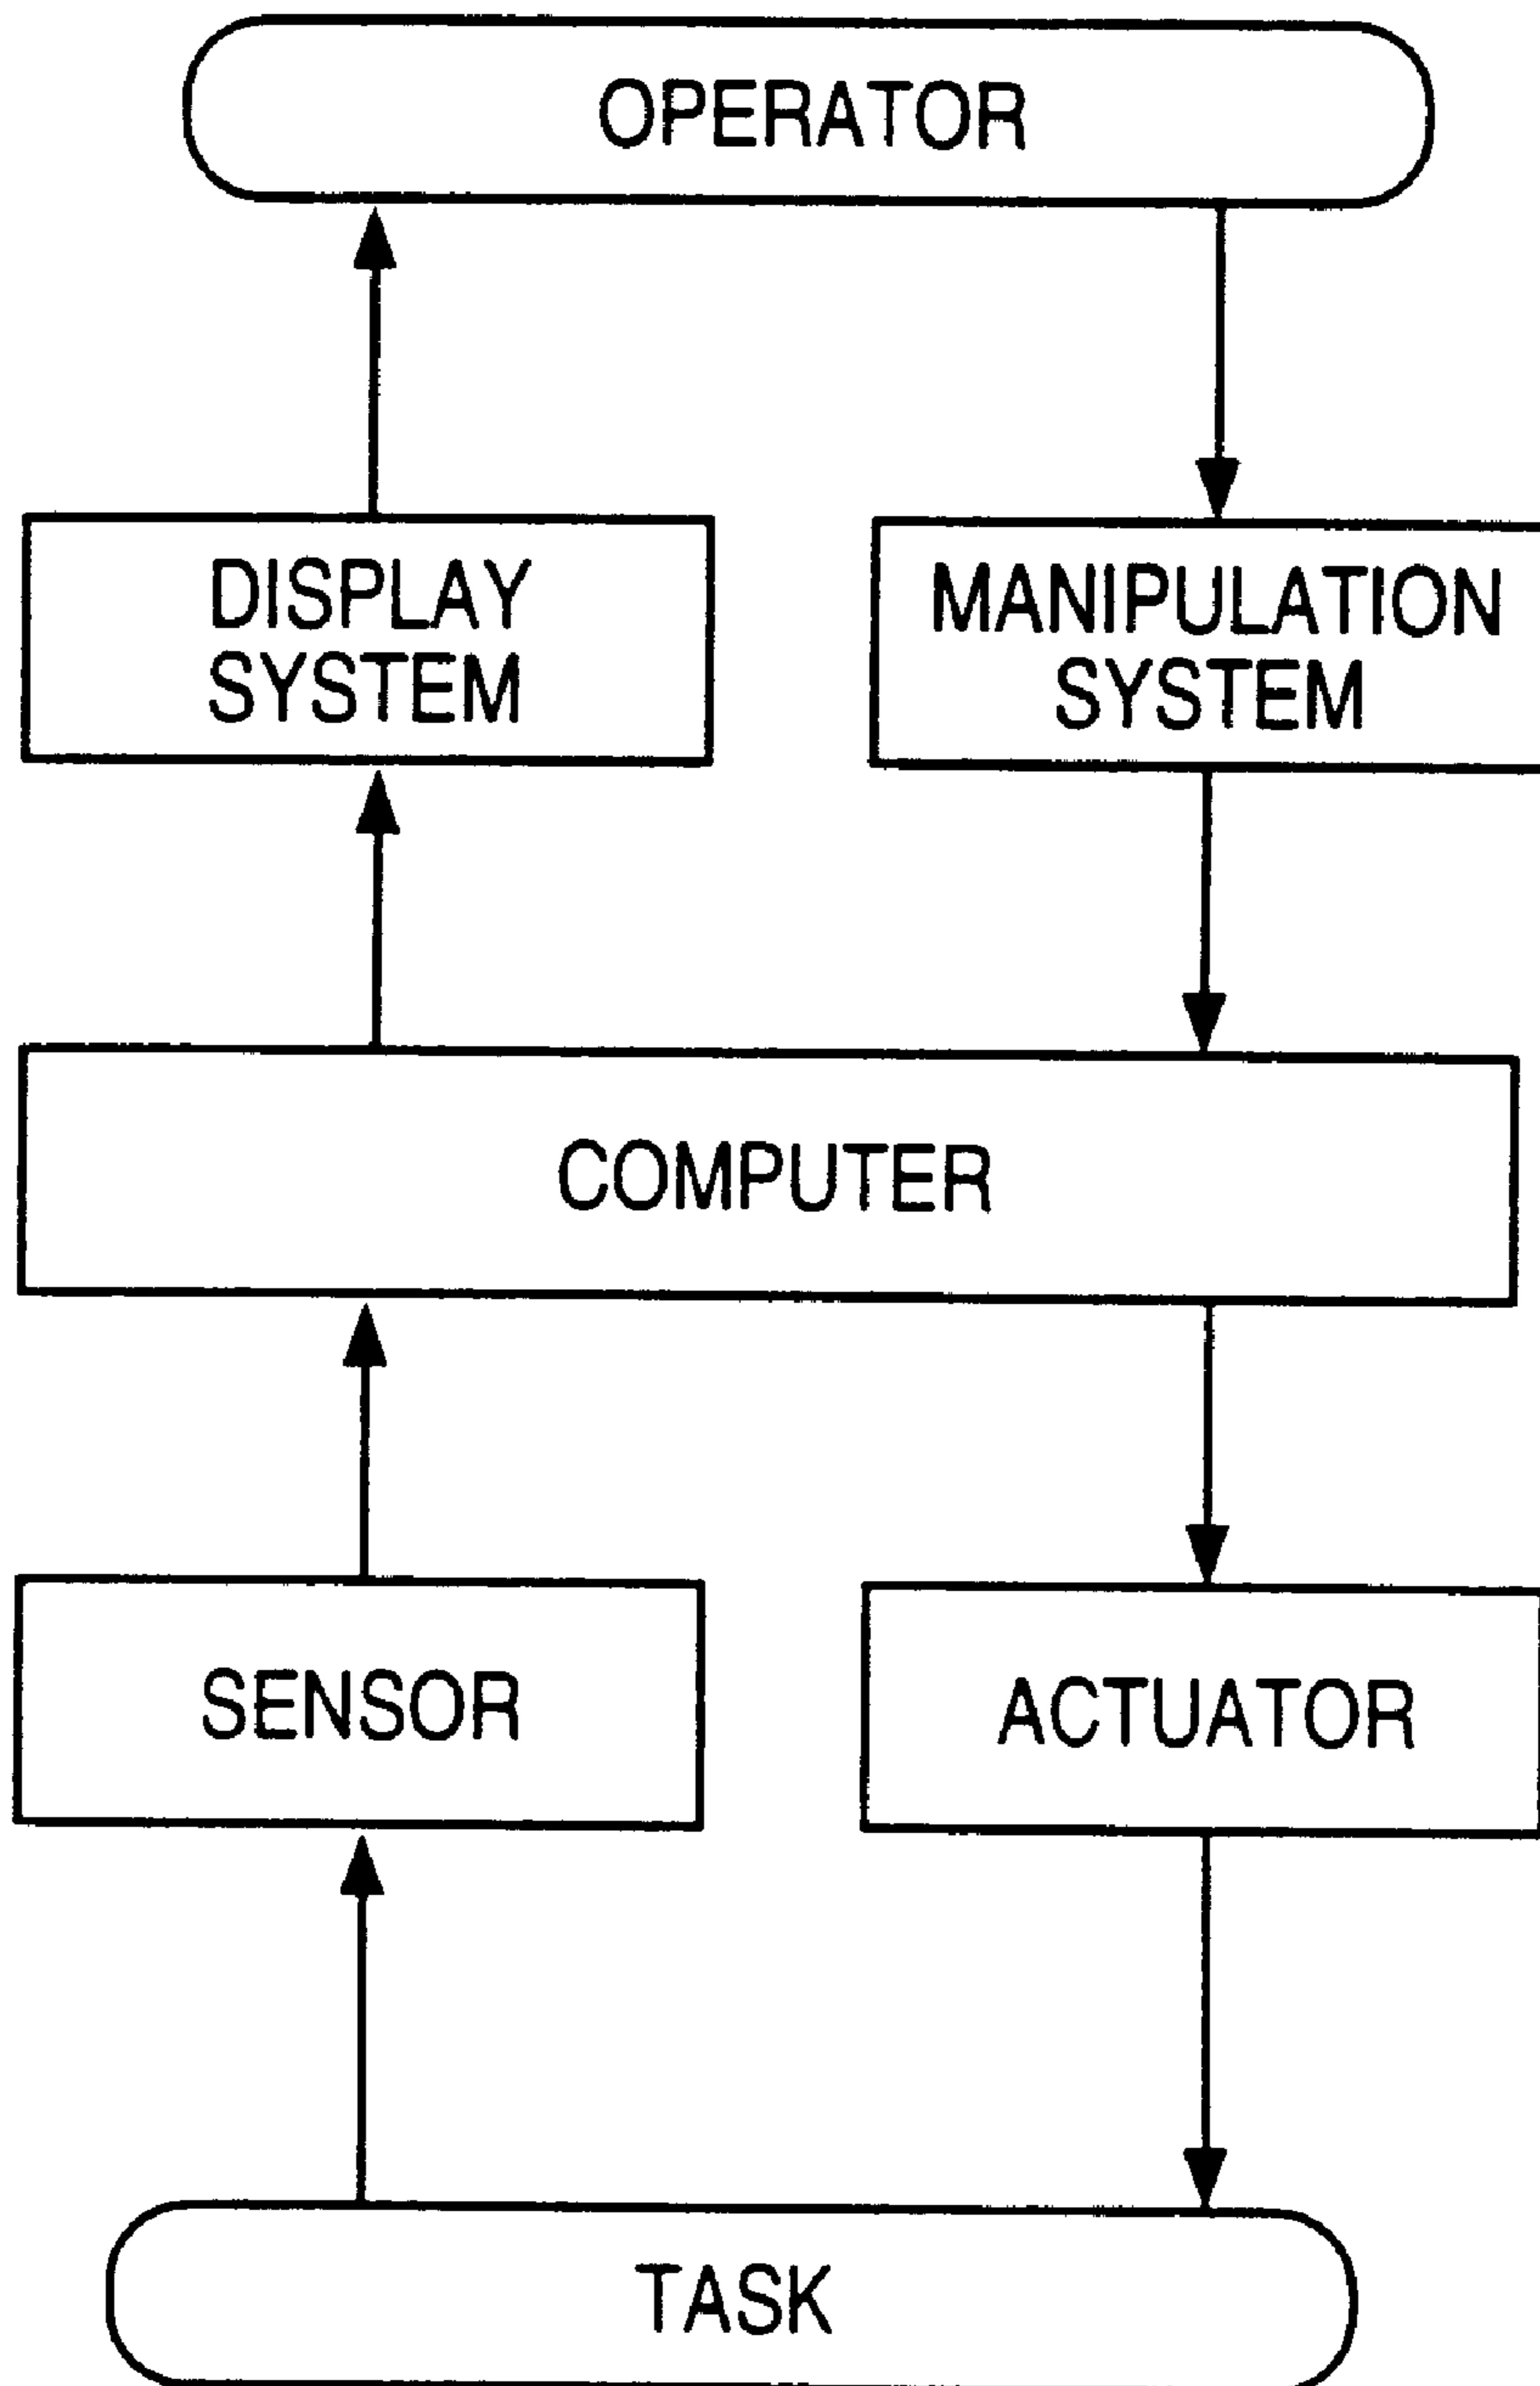 OPERATOR
DISPLAY
SYSTEM
MANIPULATION
SYSTEM
COMPUTER
SENSOR
ACTUATOR
TASK